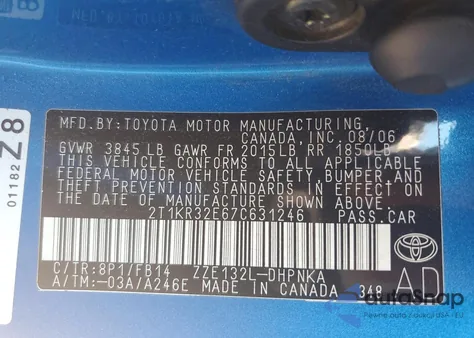 MFD.BY:TOYOTA MOTOR MANUFACTURING,
CANADA, INC. 08/06
GVWR 3845 LB GAWR FR 2015LB RR 1850LB
THIS VEHICLE CONFORMS TO ALL APPLICABLE
FEDERAL MOTOR VEHICLE SAFETY, BUMPER, AND
THEFT PREVENTION STANDARDS IN EFFECT ON
THE DATE OF MANUFACTURE SHOWN ABOVE.
2T1KR32E67C631246 PASS.CAR
C/TR:8P1/FB14 ZZE132L-DHPNKA
A/TM:-03A/A246E MADE IN CANADA 348
TOYOTA
AD
01182
Z 8
autoSnap